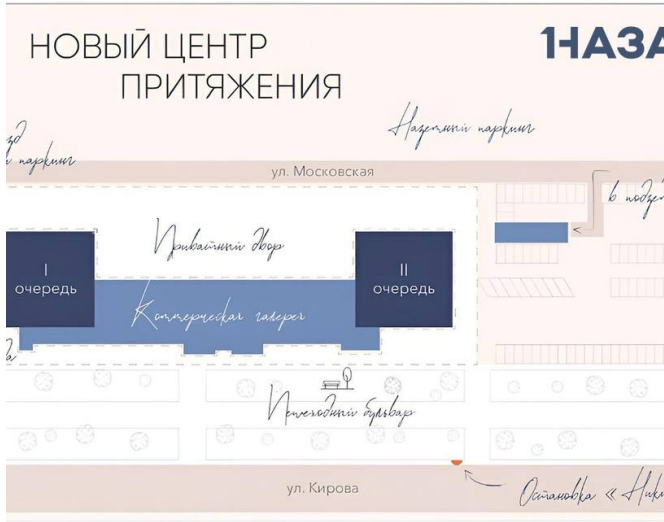 НОВЫЙ ЦЕНТР
ПРИТЯЖЕНИЯ
Наземный паркинг
паркинг
ул. Московская
Приватный двор
I
очередь
II
очередь
Коммерческая галерея
Пешеходный бульвар
ул. Кирова
Остановка «